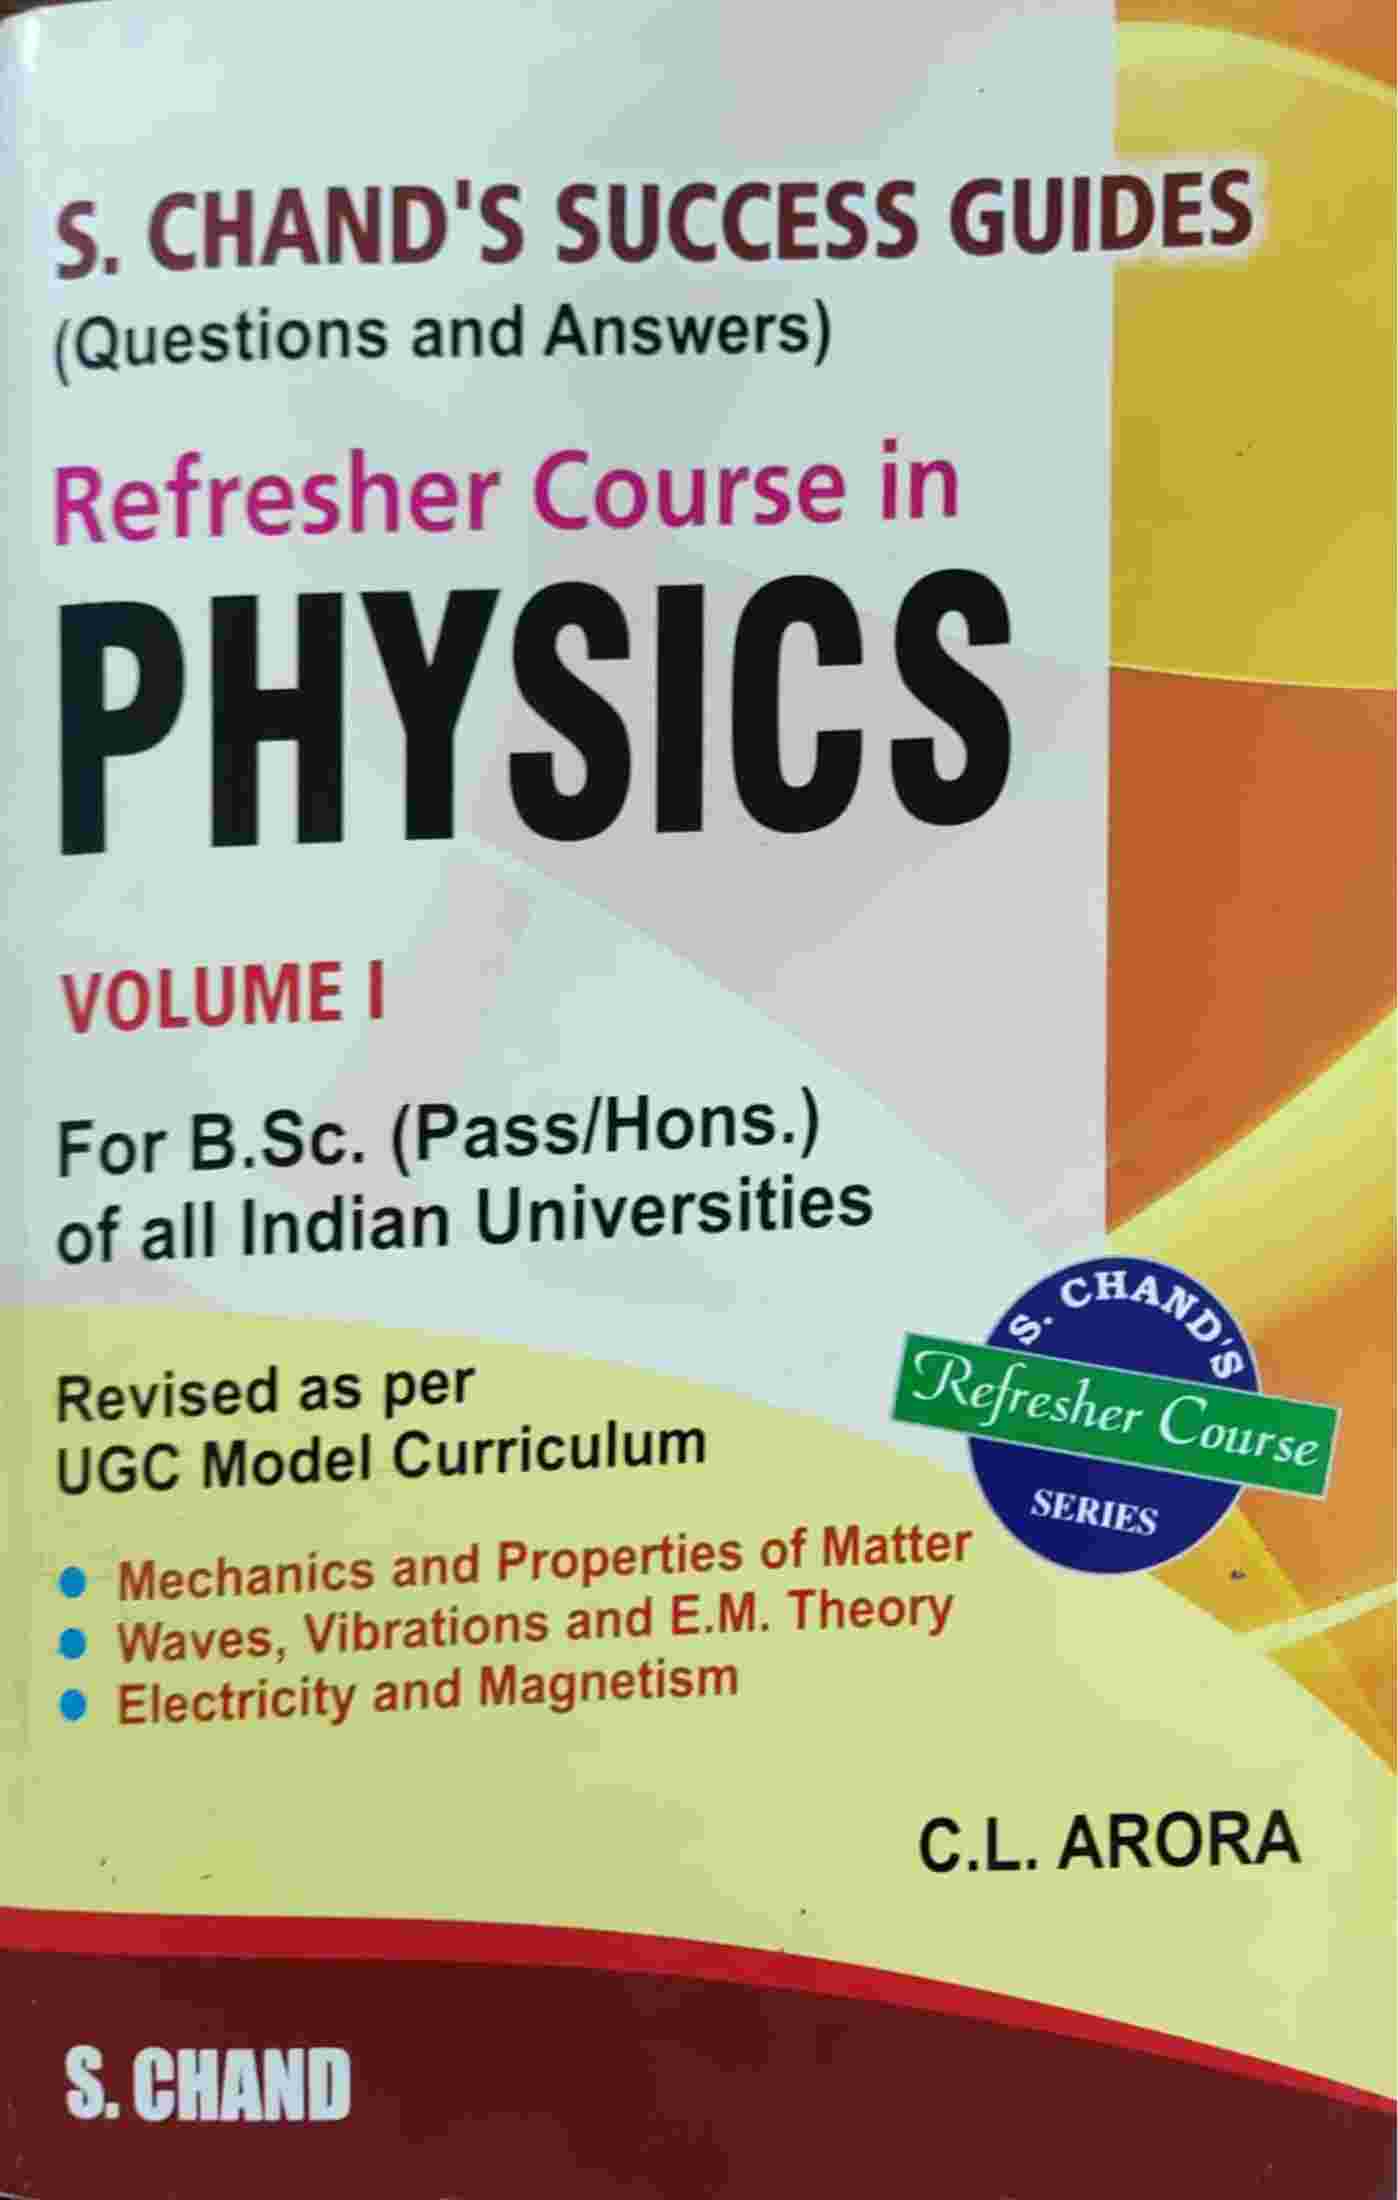 S. CHAND'S SUCCESS GUIDES
(Questions and Answers)
Refresher Course in
PHYSICS
VOLUME I
For B.Sc. (Pass/Hons.)
of all Indian Universities
S. CHAND'S
Refresher Course
SERIES
Revised as per
UGC Model Curriculum
• Mechanics and Properties of Matter
• Waves, Vibrations and E.M. Theory
• Electricity and Magnetism
C.L. ARORA
S. CHAND